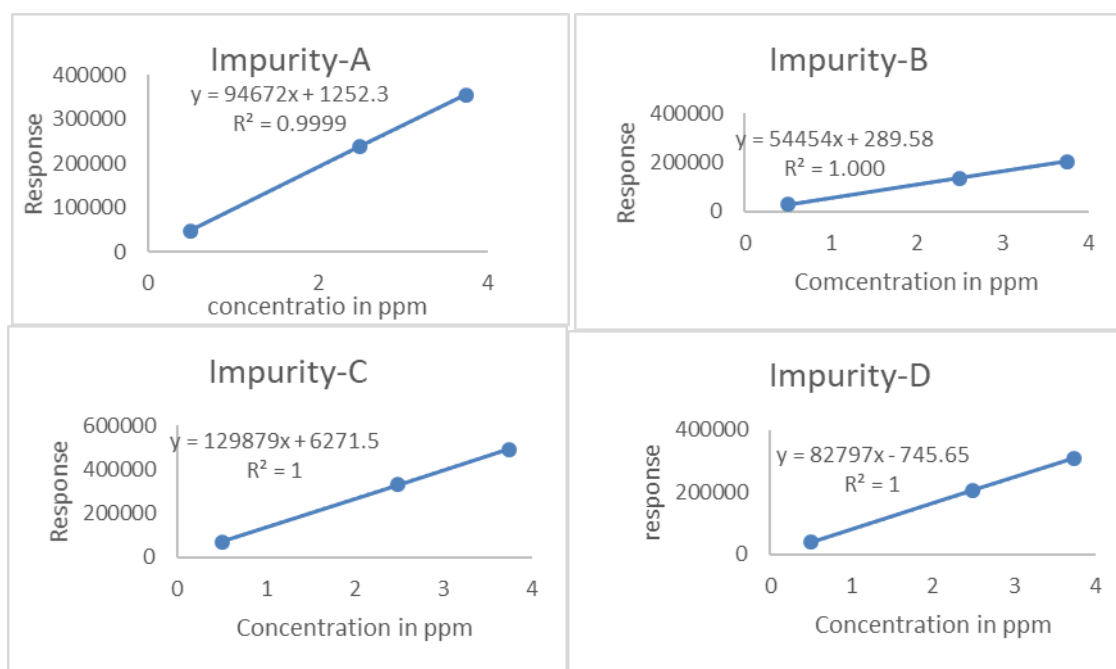 Impurity-A
y = 94672x + 1252.3
R² = 0.9999
400000
300000
200000
100000
0
Response
0 2 4
concentratio in ppm
Impurity-B
y = 54454x + 289.58
R² = 1.000
400000
200000
0
Response
0 1 2 3 4
Comcentration in ppm
Impurity-C
y = 129879x + 6271.5
R² = 1
600000
400000
200000
0
Response
0 1 2 3 4
Concentration in ppm
Impurity-D
y = 82797x - 745.65
R² = 1
400000
200000
0
response
0 1 2 3 4
Concentration in ppm